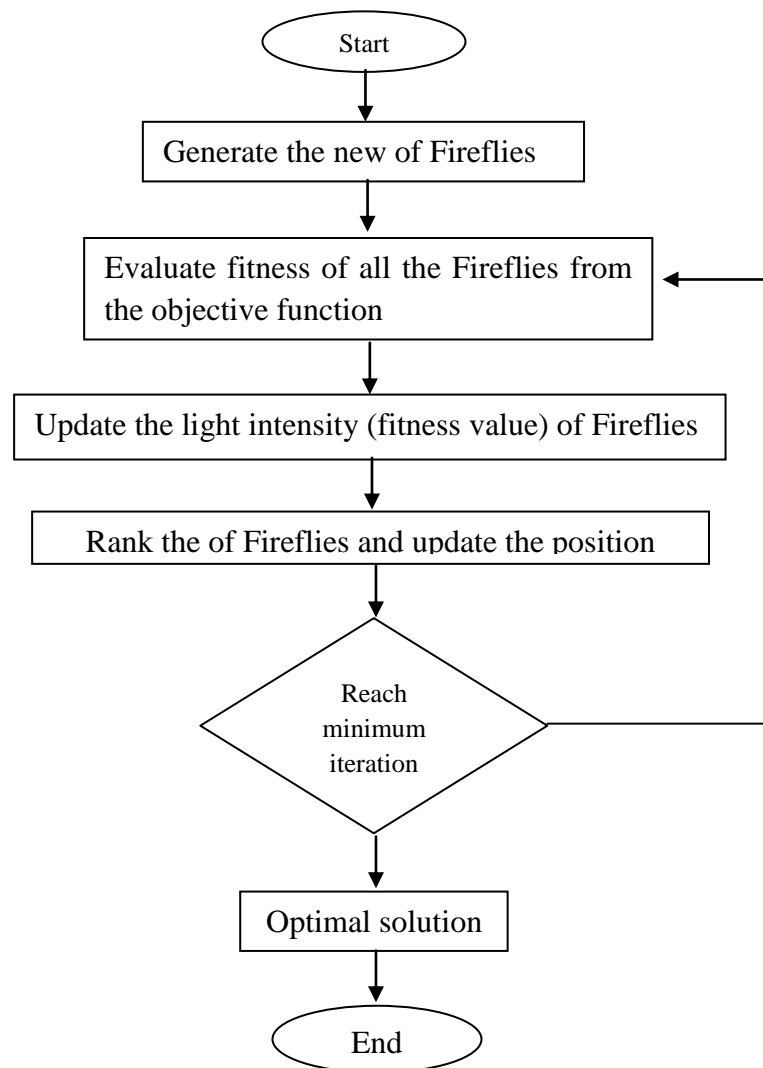 Start
Generate the new of Fireflies
Evaluate fitness of all the Fireflies from
the objective function
Update the light intensity (fitness value) of Fireflies
Rank the of Fireflies and update the position
Reach
minimum
iteration
Optimal solution
End